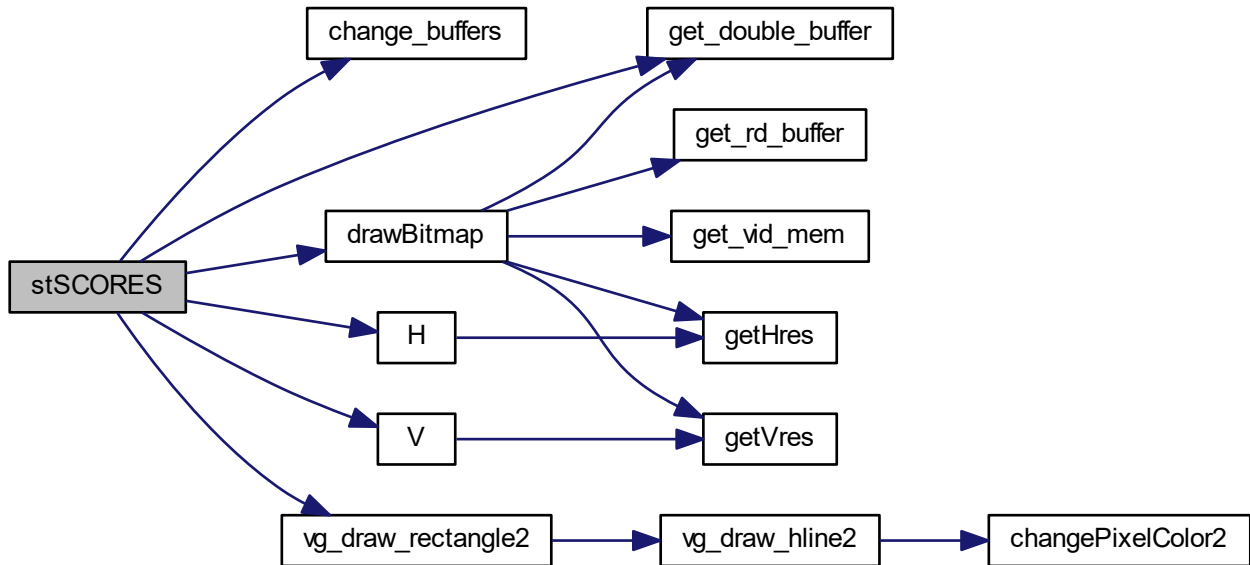 change_buffers
get_double_buffer
get_rd_buffer
drawBitmap
get_vid_mem
stSCORES
H
getHres
V
getVres
vg_draw_rectangle2
vg_draw_hline2
changePixelColor2